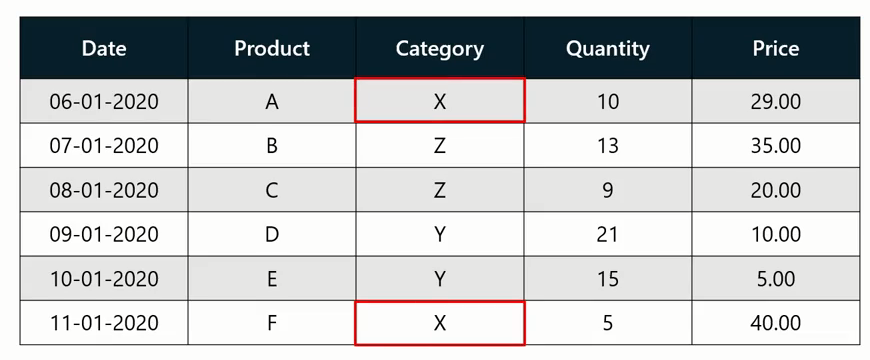 Date Product Category Quantity Price
06-01-2020 A X 10 29.00
07-01-2020 B Z 13 35.00
08-01-2020 C Z 9 20.00
09-01-2020 D Y 21 10.00
10-01-2020 E Y 15 5.00
11-01-2020 F X 5 40.00